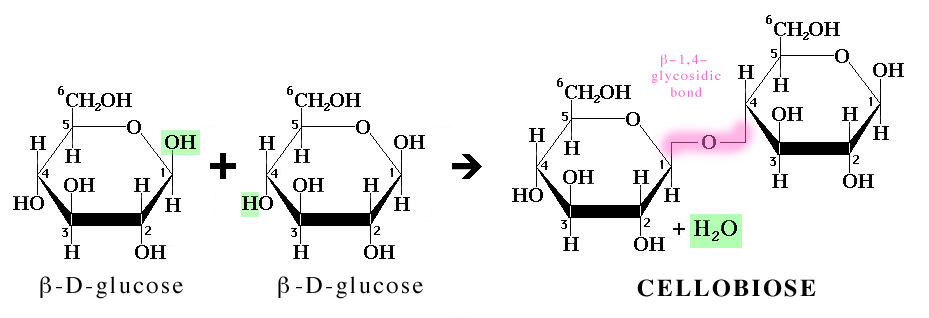 ⁶CH₂OH
5 O
H H OH
4 OH H 1
HO H
3 2
H OH
β-D-glucose
+
⁶CH₂OH
5 O
H H OH
4 OH H 1
HO H
3 2
H OH
β-D-glucose
⁶CH₂OH
5 O
H H
4 OH H 1
HO H
3 2
H OH
β-1,4-
glycosidic
bond
O
⁶CH₂OH
5 O
H H OH
4 OH H 1
H
3 2
H OH
+ H₂O
CELLOBIOSE